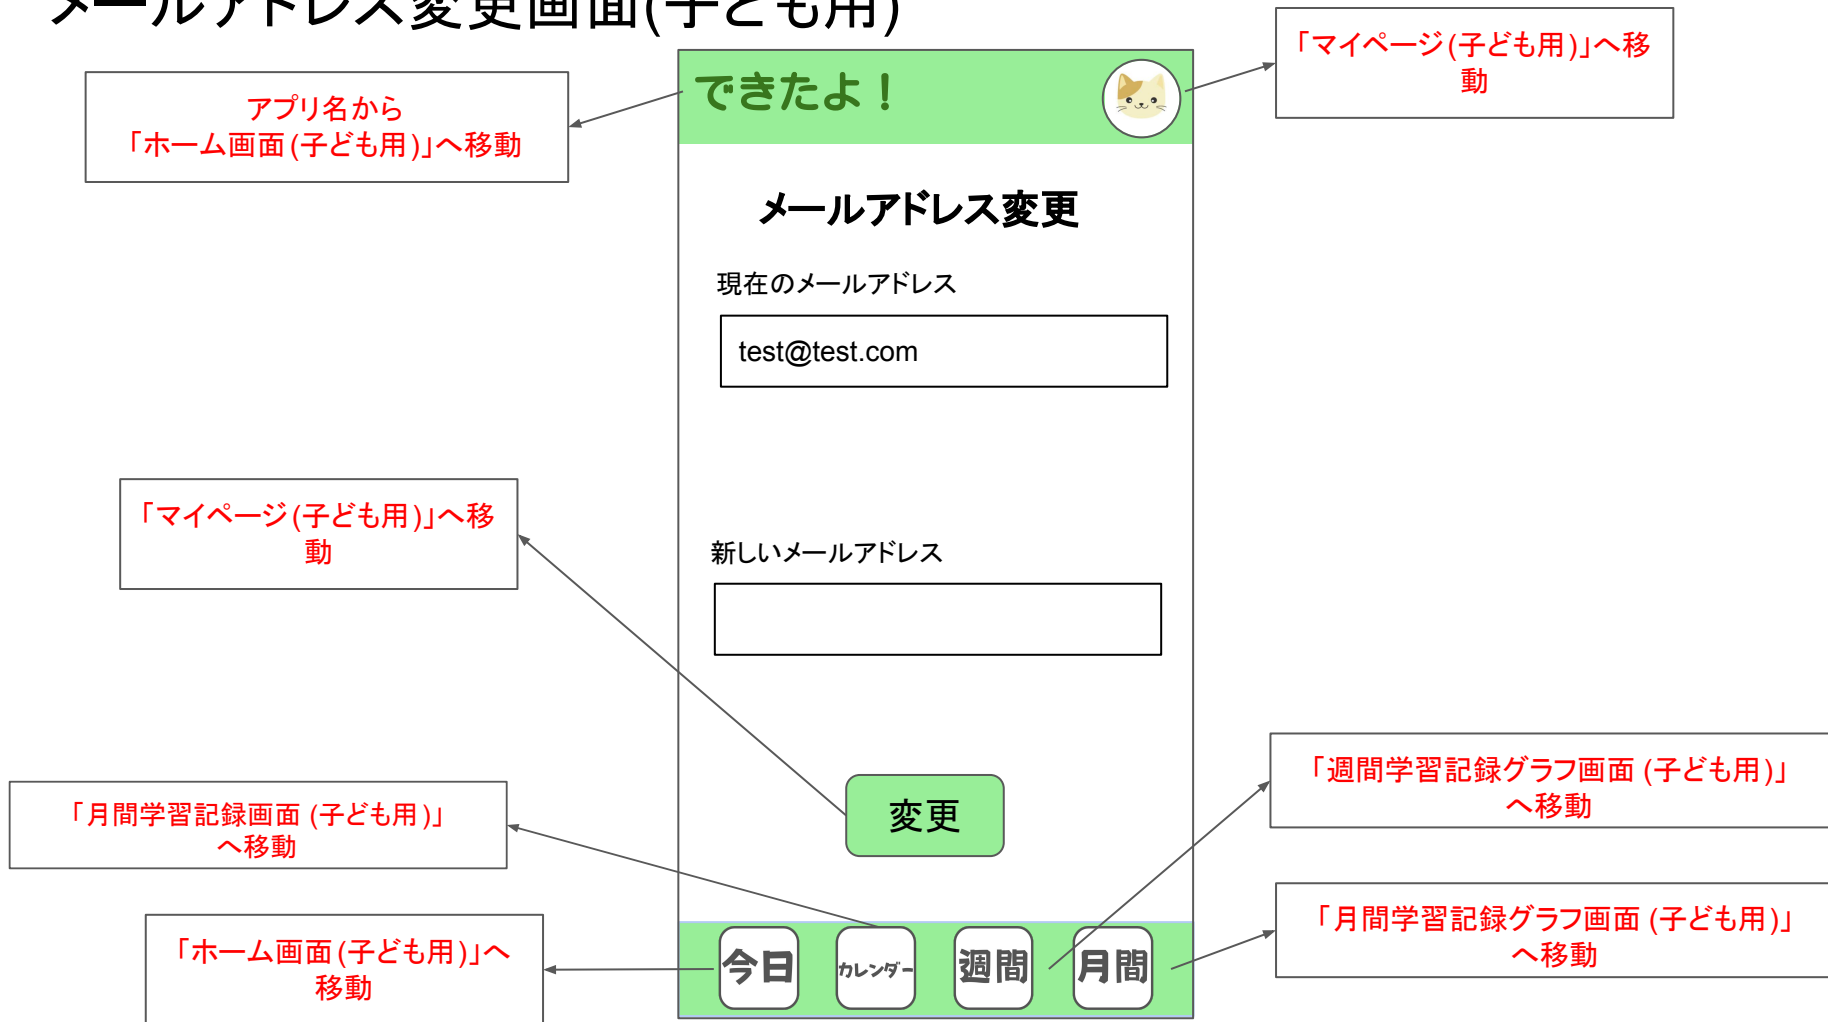 メールアドレス変更画面(子ども用)
「マイページ(子ども用)」へ移
動
アプリ名から
「ホーム画面(子ども用)」へ移動
できたよ！
メールアドレス変更
現在のメールアドレス
test@test.com
「マイページ(子ども用)」へ移
動
新しいメールアドレス
「週間学習記録グラフ画面(子ども用)」
へ移動
「月間学習記録画面(子ども用)」
へ移動
変更
「月間学習記録グラフ画面(子ども用)」
へ移動
「ホーム画面(子ども用)」へ
移動
今日
カレンダー
週間
月間